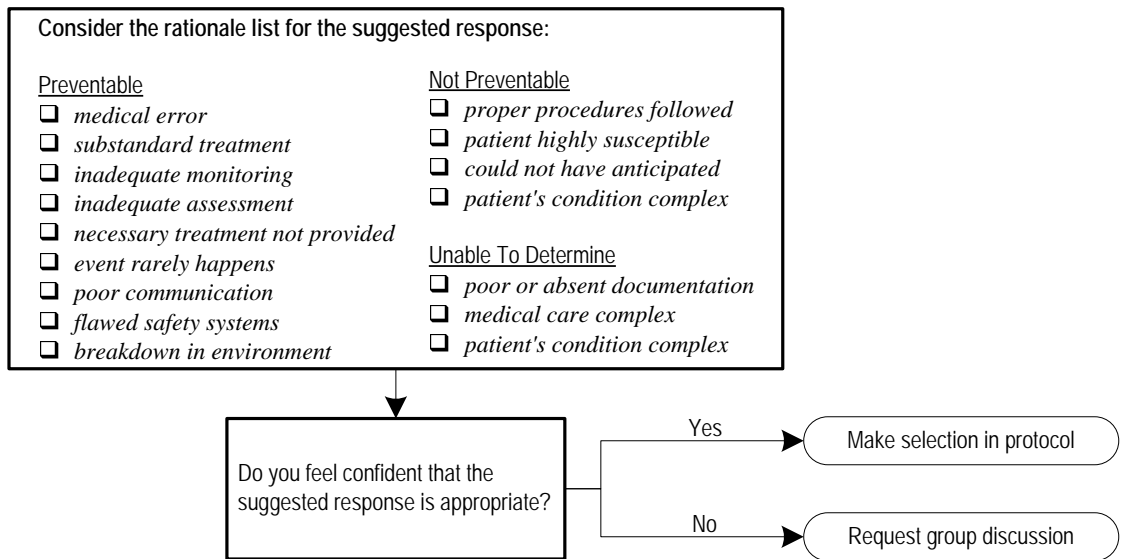 Consider the rationale list for the suggested response:
Preventable
❑ medical error
❑ substandard treatment
❑ inadequate monitoring
❑ inadequate assessment
❑ necessary treatment not provided
❑ event rarely happens
❑ poor communication
❑ flawed safety systems
❑ breakdown in environment
Not Preventable
❑ proper procedures followed
❑ patient highly susceptible
❑ could not have anticipated
❑ patient's condition complex
Unable To Determine
❑ poor or absent documentation
❑ medical care complex
❑ patient's condition complex
Do you feel confident that the
suggested response is appropriate?
Yes
Make selection in protocol
No
Request group discussion